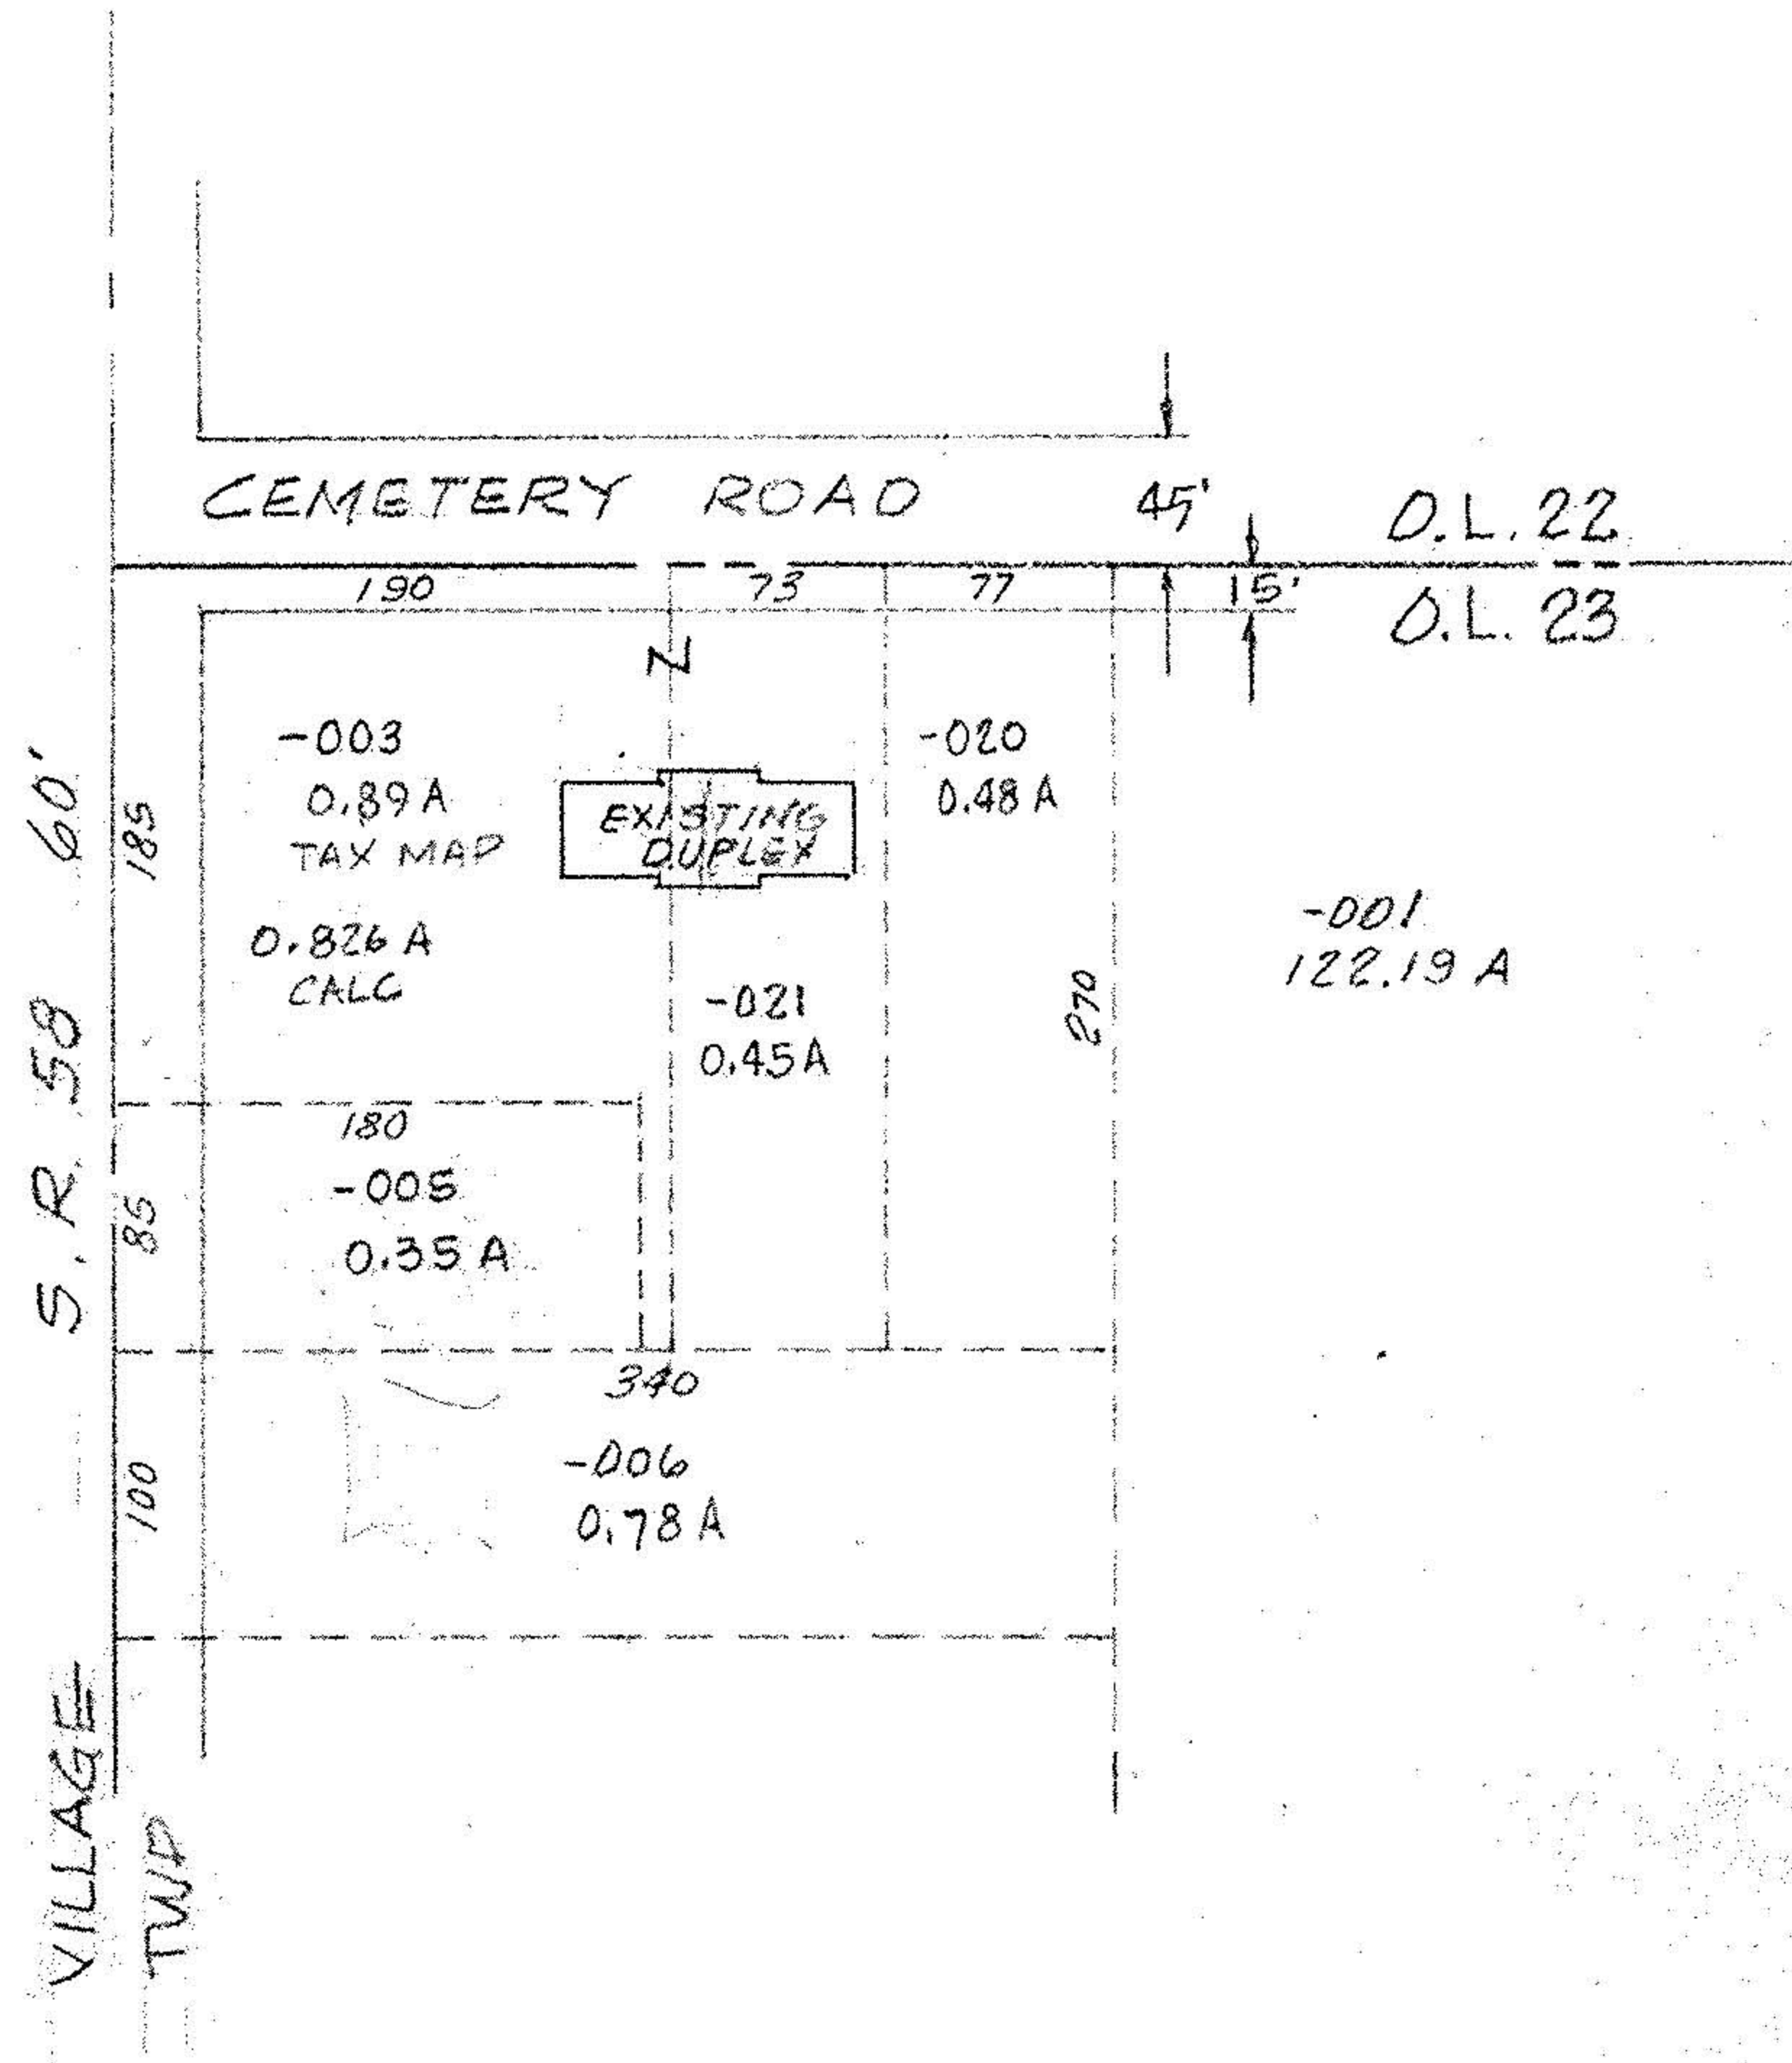 CEMETERY ROAD
45'
O.L. 22
190
73
77
15'
O.L. 23
Z
-003
0.89 A
TAX MAP
0.826 A
CALC
EXISTING
DUPLEX
-020
0.48 A
-021
0.45 A
270
-001
122.19 A
S.R. 58 60'
185
180
-005
0.35 A
85
340
-006
0.78 A
100
VILLAGE
TWP